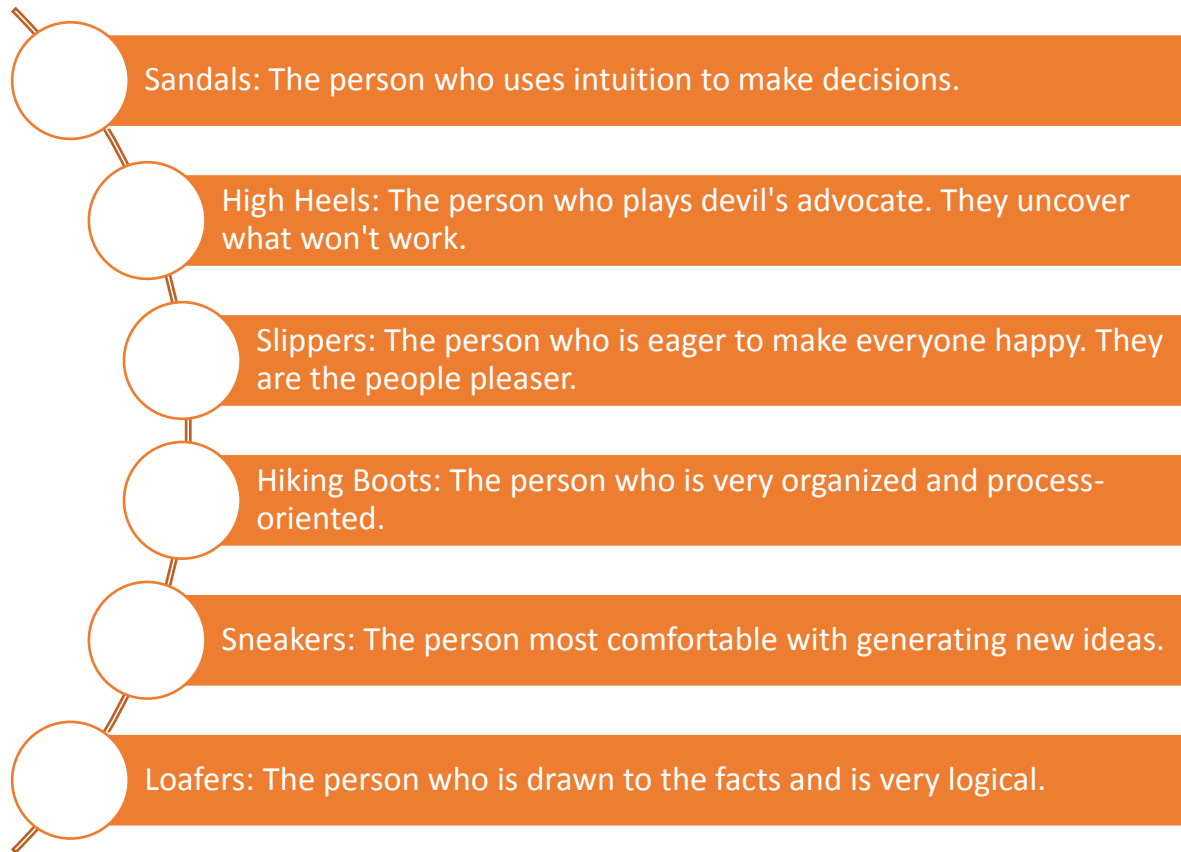 Sandals: The person who uses intuition to make decisions.
High Heels: The person who plays devil's advocate. They uncover
what won't work.
Slippers: The person who is eager to make everyone happy. They
are the people pleaser.
Hiking Boots: The person who is very organized and process-
oriented.
Sneakers: The person most comfortable with generating new ideas.
Loafers: The person who is drawn to the facts and is very logical.